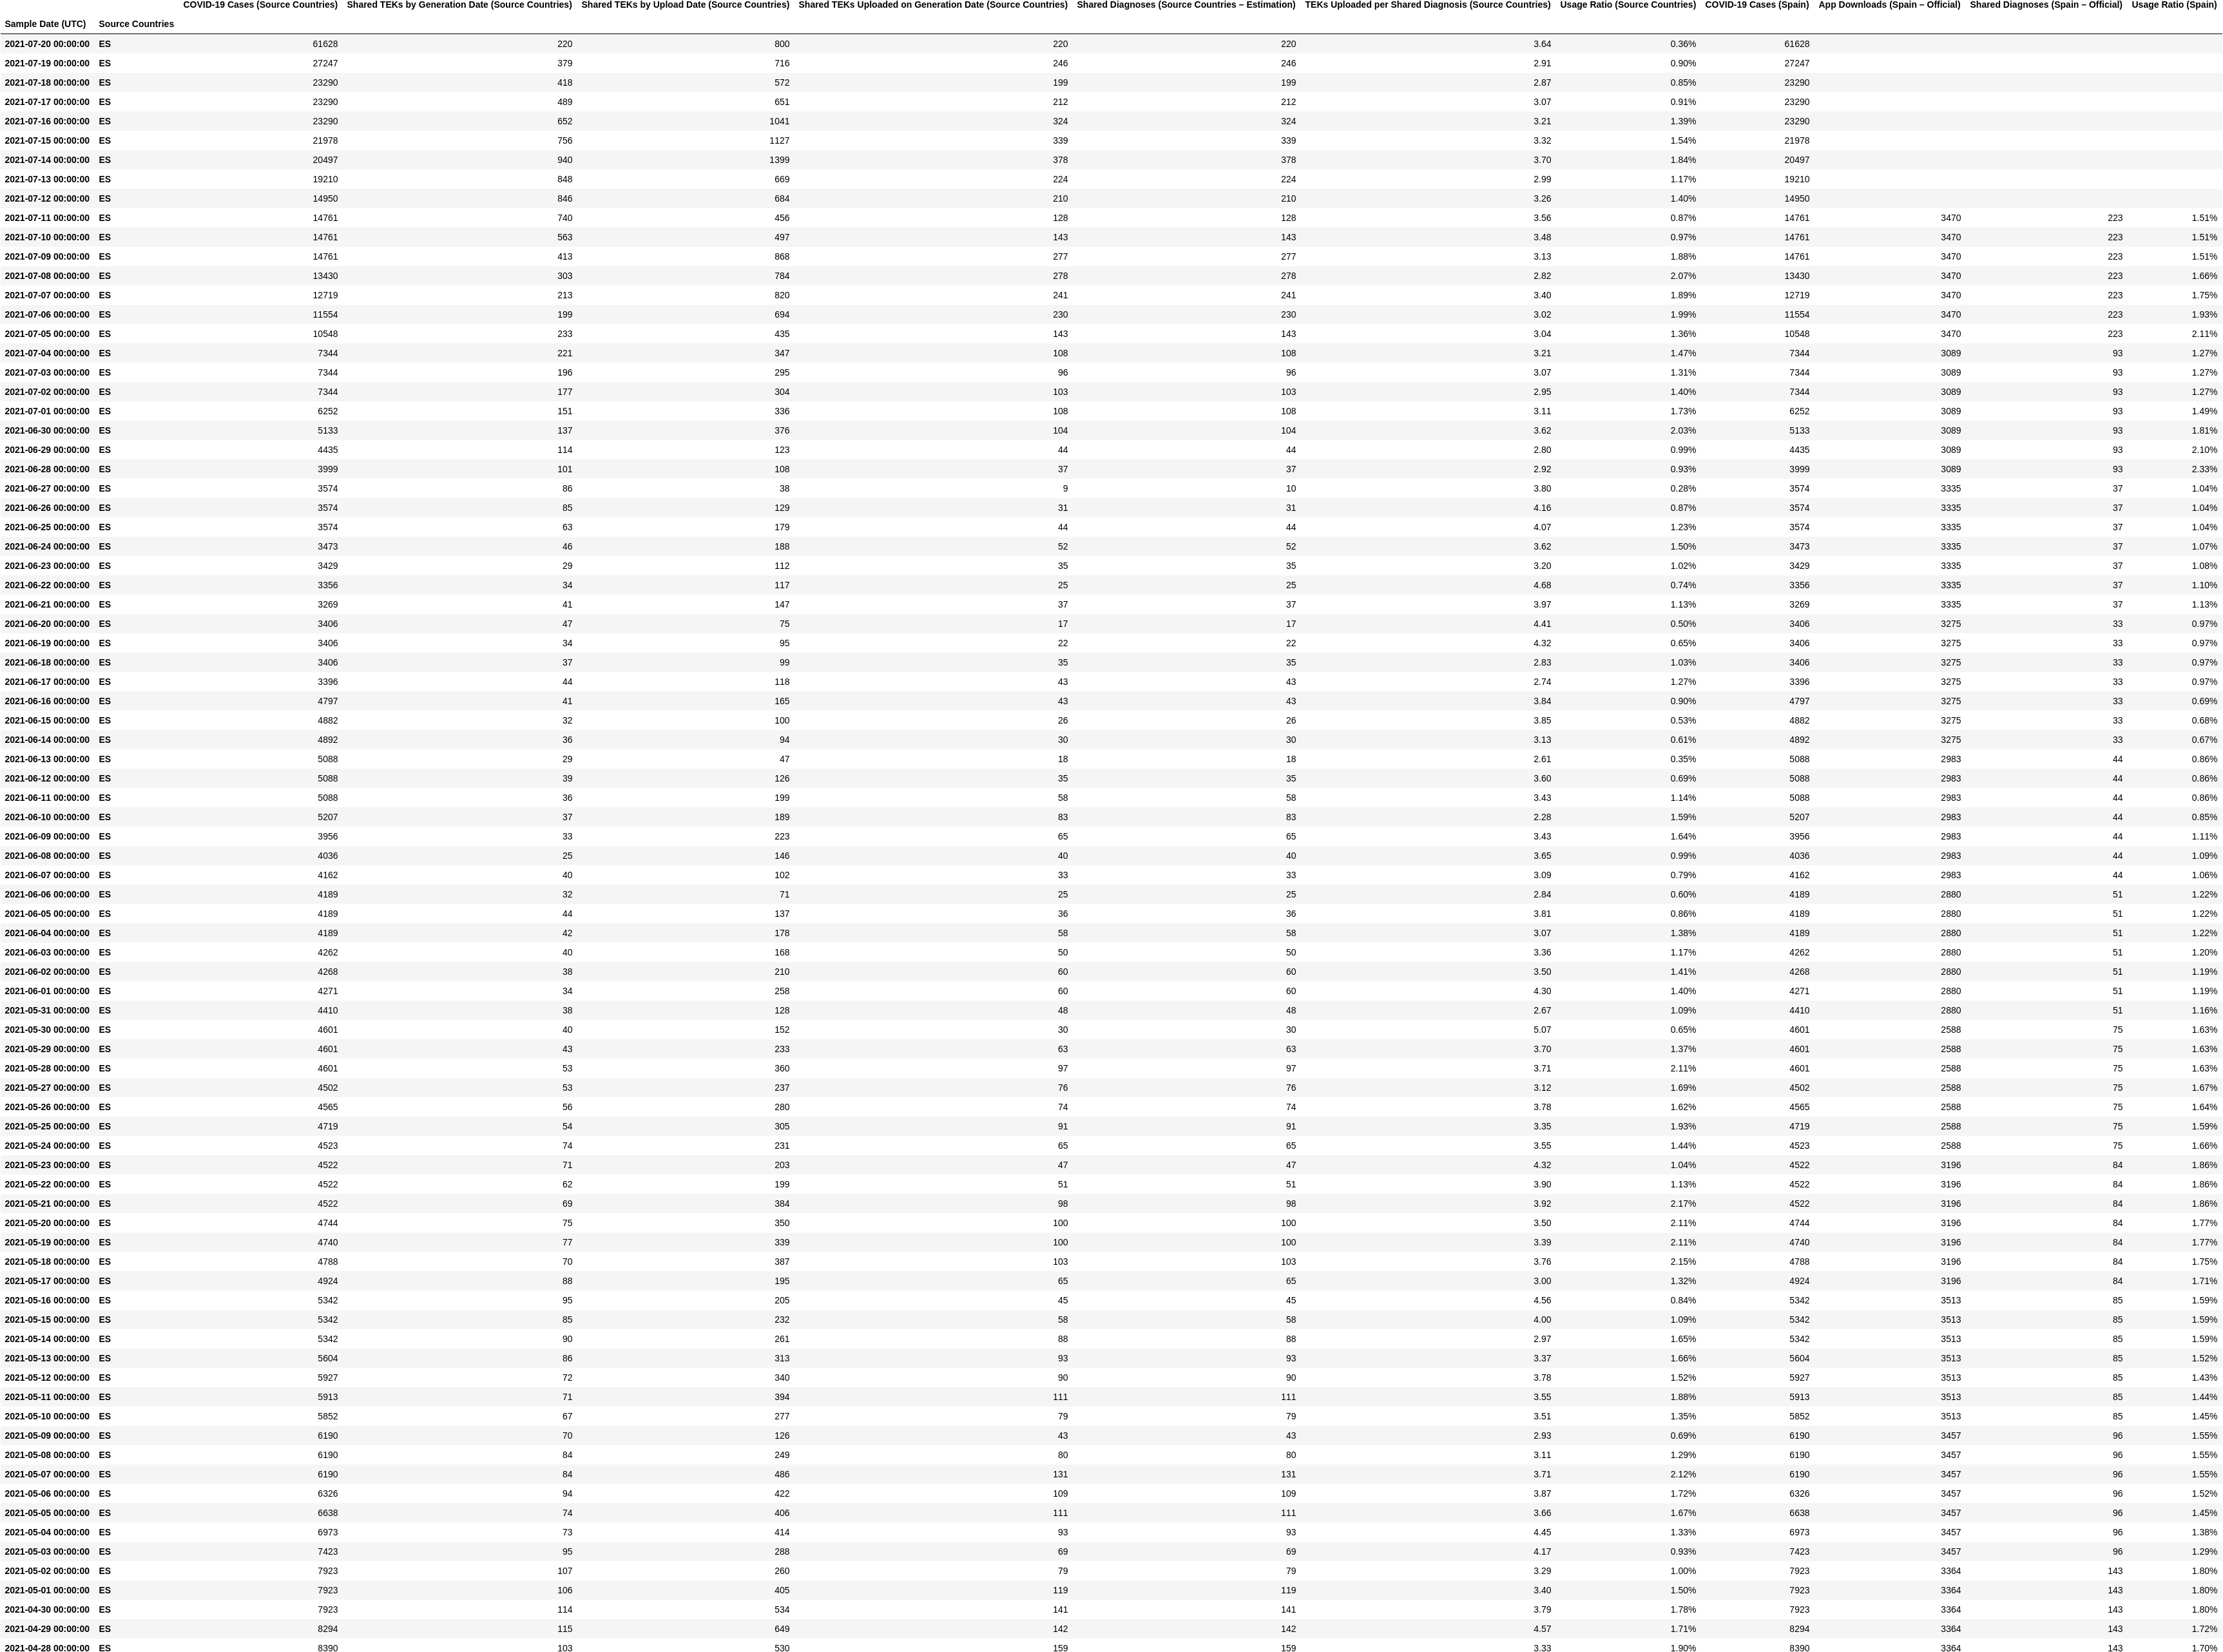 COVID-19 Cases (Source Countries) Shared TEKs by Generation Date (Source Countries) Shared TEKs by Upload Date (Source Countries) Shared TEKs Uploaded on Generation Date (Source Countries) Shared Diagnoses (Source Countries – Estimation) TEKs Uploaded per Shared Diagnosis (Source Countries) Usage Ratio (Source Countries) COVID-19 Cases (Spain) App Downloads (Spain – Official) Shared Diagnoses (Spain – Official) Usage Ratio (Spain)
Sample Date (UTC) Source Countries
2021-07-20 00:00:00 ES 61628 220 800 220 220 3.64 0.36% 61628
2021-07-19 00:00:00 ES 27247 379 716 246 246 2.91 0.90% 27247
2021-07-18 00:00:00 ES 23290 418 572 199 199 2.87 0.85% 23290
2021-07-17 00:00:00 ES 23290 489 651 212 212 3.07 0.91% 23290
2021-07-16 00:00:00 ES 23290 652 1041 324 324 3.21 1.39% 23290
2021-07-15 00:00:00 ES 21978 756 1127 339 339 3.32 1.54% 21978
2021-07-14 00:00:00 ES 20497 940 1399 378 378 3.70 1.84% 20497
2021-07-13 00:00:00 ES 19210 848 669 224 224 2.99 1.17% 19210
2021-07-12 00:00:00 ES 14950 846 684 210 210 3.26 1.40% 14950
2021-07-11 00:00:00 ES 14761 740 456 128 128 3.56 0.87% 14761 3470 223 1.51%
2021-07-10 00:00:00 ES 14761 563 497 143 143 3.48 0.97% 14761 3470 223 1.51%
2021-07-09 00:00:00 ES 14761 413 868 277 277 3.13 1.88% 14761 3470 223 1.51%
2021-07-08 00:00:00 ES 13430 303 784 278 278 2.82 2.07% 13430 3470 223 1.66%
2021-07-07 00:00:00 ES 12719 213 820 241 241 3.40 1.89% 12719 3470 223 1.75%
2021-07-06 00:00:00 ES 11554 199 694 230 230 3.02 1.99% 11554 3470 223 1.93%
2021-07-05 00:00:00 ES 10548 233 435 143 143 3.04 1.36% 10548 3470 223 2.11%
2021-07-04 00:00:00 ES 7344 221 347 108 108 3.21 1.47% 7344 3089 93 1.27%
2021-07-03 00:00:00 ES 7344 196 295 96 96 3.07 1.31% 7344 3089 93 1.27%
2021-07-02 00:00:00 ES 7344 177 304 103 103 2.95 1.40% 7344 3089 93 1.27%
2021-07-01 00:00:00 ES 6252 151 336 108 108 3.11 1.73% 6252 3089 93 1.49%
2021-06-30 00:00:00 ES 5133 137 376 104 104 3.62 2.03% 5133 3089 93 1.81%
2021-06-29 00:00:00 ES 4435 114 123 44 44 2.80 0.99% 4435 3089 93 2.10%
2021-06-28 00:00:00 ES 3999 101 108 37 37 2.92 0.93% 3999 3089 93 2.33%
2021-06-27 00:00:00 ES 3574 86 38 9 10 3.80 0.28% 3574 3335 37 1.04%
2021-06-26 00:00:00 ES 3574 85 129 31 31 4.16 0.87% 3574 3335 37 1.04%
2021-06-25 00:00:00 ES 3574 63 179 44 44 4.07 1.23% 3574 3335 37 1.04%
2021-06-24 00:00:00 ES 3473 46 188 52 52 3.62 1.50% 3473 3335 37 1.07%
2021-06-23 00:00:00 ES 3429 29 112 35 35 3.20 1.02% 3429 3335 37 1.08%
2021-06-22 00:00:00 ES 3356 34 117 25 25 4.68 0.74% 3356 3335 37 1.10%
2021-06-21 00:00:00 ES 3269 41 147 37 37 3.97 1.13% 3269 3335 37 1.13%
2021-06-20 00:00:00 ES 3406 47 75 17 17 4.41 0.50% 3406 3275 33 0.97%
2021-06-19 00:00:00 ES 3406 34 95 22 22 4.32 0.65% 3406 3275 33 0.97%
2021-06-18 00:00:00 ES 3406 37 99 35 35 2.83 1.03% 3406 3275 33 0.97%
2021-06-17 00:00:00 ES 3396 44 118 43 43 2.74 1.27% 3396 3275 33 0.97%
2021-06-16 00:00:00 ES 4797 41 165 43 43 3.84 0.90% 4797 3275 33 0.69%
2021-06-15 00:00:00 ES 4882 32 100 26 26 3.85 0.53% 4882 3275 33 0.68%
2021-06-14 00:00:00 ES 4892 36 94 30 30 3.13 0.61% 4892 3275 33 0.67%
2021-06-13 00:00:00 ES 5088 29 47 18 18 2.61 0.35% 5088 2983 44 0.86%
2021-06-12 00:00:00 ES 5088 39 126 35 35 3.60 0.69% 5088 2983 44 0.86%
2021-06-11 00:00:00 ES 5088 36 199 58 58 3.43 1.14% 5088 2983 44 0.86%
2021-06-10 00:00:00 ES 5207 37 189 83 83 2.28 1.59% 5207 2983 44 0.85%
2021-06-09 00:00:00 ES 3956 33 223 65 65 3.43 1.64% 3956 2983 44 1.11%
2021-06-08 00:00:00 ES 4036 25 146 40 40 3.65 0.99% 4036 2983 44 1.09%
2021-06-07 00:00:00 ES 4162 40 102 33 33 3.09 0.79% 4162 2983 44 1.06%
2021-06-06 00:00:00 ES 4189 32 71 25 25 2.84 0.60% 4189 2880 51 1.22%
2021-06-05 00:00:00 ES 4189 44 137 36 36 3.81 0.86% 4189 2880 51 1.22%
2021-06-04 00:00:00 ES 4189 42 178 58 58 3.07 1.38% 4189 2880 51 1.22%
2021-06-03 00:00:00 ES 4262 40 168 50 50 3.36 1.17% 4262 2880 51 1.20%
2021-06-02 00:00:00 ES 4268 38 210 60 60 3.50 1.41% 4268 2880 51 1.19%
2021-06-01 00:00:00 ES 4271 34 258 60 60 4.30 1.40% 4271 2880 51 1.19%
2021-05-31 00:00:00 ES 4410 38 128 48 48 2.67 1.09% 4410 2880 51 1.16%
2021-05-30 00:00:00 ES 4601 40 152 30 30 5.07 0.65% 4601 2588 75 1.63%
2021-05-29 00:00:00 ES 4601 43 233 63 63 3.70 1.37% 4601 2588 75 1.63%
2021-05-28 00:00:00 ES 4601 53 360 97 97 3.71 2.11% 4601 2588 75 1.63%
2021-05-27 00:00:00 ES 4502 53 237 76 76 3.12 1.69% 4502 2588 75 1.67%
2021-05-26 00:00:00 ES 4565 56 280 74 74 3.78 1.62% 4565 2588 75 1.64%
2021-05-25 00:00:00 ES 4719 54 305 91 91 3.35 1.93% 4719 2588 75 1.59%
2021-05-24 00:00:00 ES 4523 74 231 65 65 3.55 1.44% 4523 2588 75 1.66%
2021-05-23 00:00:00 ES 4522 71 203 47 47 4.32 1.04% 4522 3196 84 1.86%
2021-05-22 00:00:00 ES 4522 62 199 51 51 3.90 1.13% 4522 3196 84 1.86%
2021-05-21 00:00:00 ES 4522 69 384 98 98 3.92 2.17% 4522 3196 84 1.86%
2021-05-20 00:00:00 ES 4744 75 350 100 100 3.50 2.11% 4744 3196 84 1.77%
2021-05-19 00:00:00 ES 4740 77 339 100 100 3.39 2.11% 4740 3196 84 1.77%
2021-05-18 00:00:00 ES 4788 70 387 103 103 3.76 2.15% 4788 3196 84 1.75%
2021-05-17 00:00:00 ES 4924 88 195 65 65 3.00 1.32% 4924 3196 84 1.71%
2021-05-16 00:00:00 ES 5342 95 205 45 45 4.56 0.84% 5342 3513 85 1.59%
2021-05-15 00:00:00 ES 5342 85 232 58 58 4.00 1.09% 5342 3513 85 1.59%
2021-05-14 00:00:00 ES 5342 90 261 88 88 2.97 1.65% 5342 3513 85 1.59%
2021-05-13 00:00:00 ES 5604 86 313 93 93 3.37 1.66% 5604 3513 85 1.52%
2021-05-12 00:00:00 ES 5927 72 340 90 90 3.78 1.52% 5927 3513 85 1.43%
2021-05-11 00:00:00 ES 5913 71 394 111 111 3.55 1.88% 5913 3513 85 1.44%
2021-05-10 00:00:00 ES 5852 67 277 79 79 3.51 1.35% 5852 3513 85 1.45%
2021-05-09 00:00:00 ES 6190 70 126 43 43 2.93 0.69% 6190 3457 96 1.55%
2021-05-08 00:00:00 ES 6190 84 249 80 80 3.11 1.29% 6190 3457 96 1.55%
2021-05-07 00:00:00 ES 6190 84 486 131 131 3.71 2.12% 6190 3457 96 1.55%
2021-05-06 00:00:00 ES 6326 94 422 109 109 3.87 1.72% 6326 3457 96 1.52%
2021-05-05 00:00:00 ES 6638 74 406 111 111 3.66 1.67% 6638 3457 96 1.45%
2021-05-04 00:00:00 ES 6973 73 414 93 93 4.45 1.33% 6973 3457 96 1.38%
2021-05-03 00:00:00 ES 7423 95 288 69 69 4.17 0.93% 7423 3457 96 1.29%
2021-05-02 00:00:00 ES 7923 107 260 79 79 3.29 1.00% 7923 3364 143 1.80%
2021-05-01 00:00:00 ES 7923 106 405 119 119 3.40 1.50% 7923 3364 143 1.80%
2021-04-30 00:00:00 ES 7923 114 534 141 141 3.79 1.78% 7923 3364 143 1.80%
2021-04-29 00:00:00 ES 8294 115 649 142 142 4.57 1.71% 8294 3364 143 1.72%
2021-04-28 00:00:00 ES 8390 103 530 159 159 3.33 1.90% 8390 3364 143 1.70%